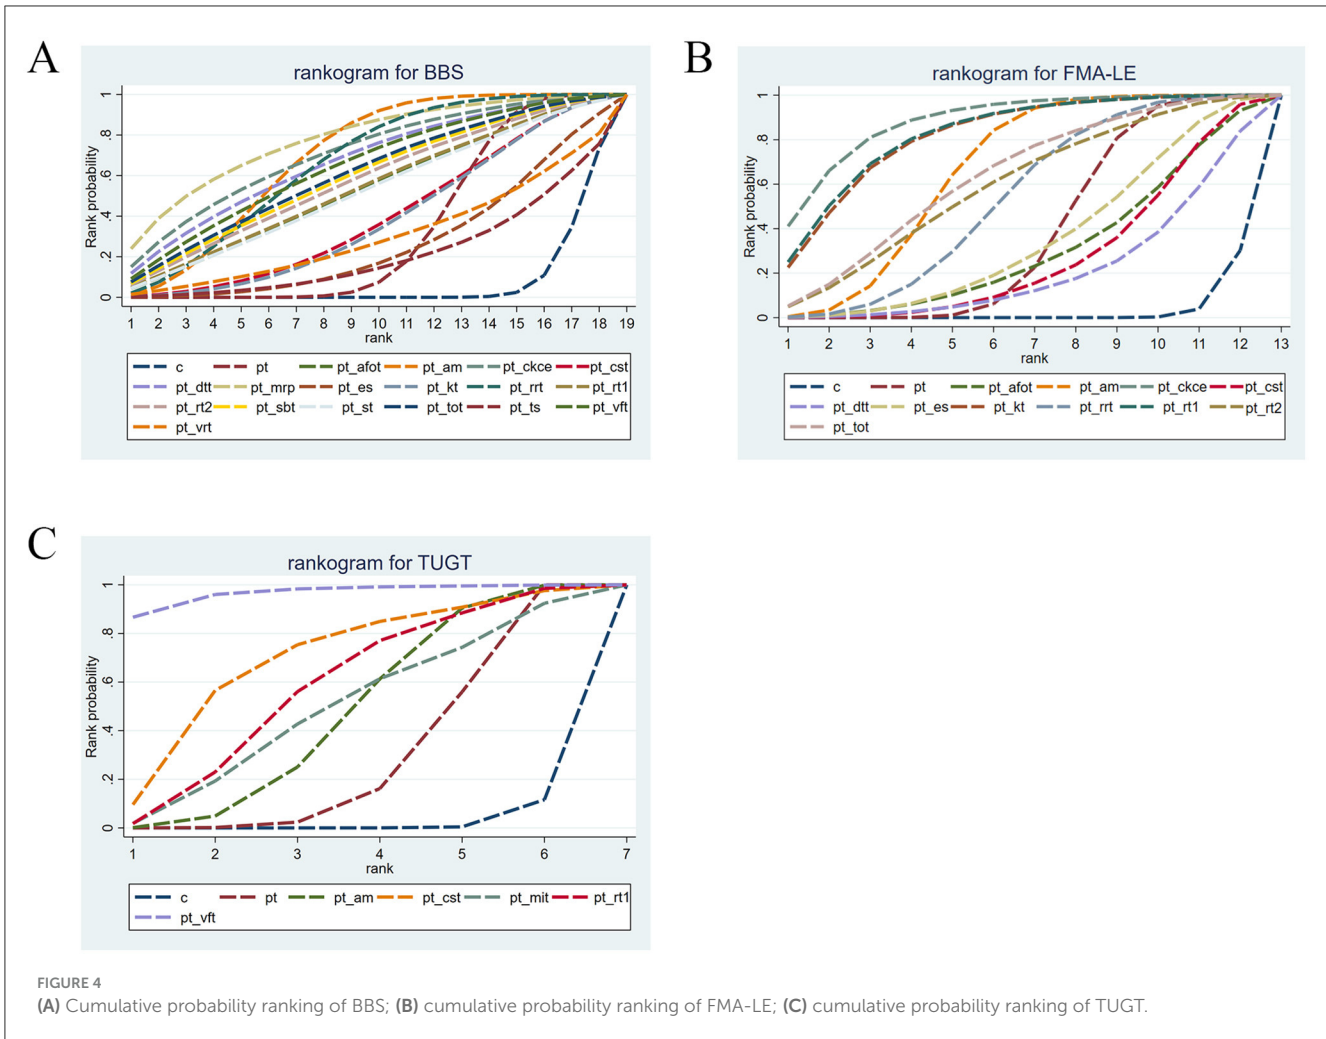 A
rankogram for BBS
Rank probability
1
.8
.6
.4
.2
0
1 2 3 4 5 6 7 8 9 10 11 12 13 14 15 16 17 18 19
rank
c pt pt_afot pt_am pt_ckce pt_cst
pt_dtt pt_mrp pt_es pt_kt pt_rrt pt_rt1
pt_rt2 pt_sbt pt_st pt_tot pt_ts pt_vft
pt_vrt
B
rankogram for FMA-LE
Rank probability
1
.8
.6
.4
.2
0
1 2 3 4 5 6 7 8 9 10 11 12 13
rank
c pt pt_afot pt_am pt_ckce pt_cst
pt_dtt pt_es pt_kt pt_rrt pt_rt1 pt_rt2
pt_tot
C
rankogram for TUGT
Rank probability
1
.8
.6
.4
.2
0
1 2 3 4 5 6 7
rank
c pt pt_am pt_cst pt_mit pt_rt1
pt_vft
FIGURE 4
(A) Cumulative probability ranking of BBS; (B) cumulative probability ranking of FMA-LE; (C) cumulative probability ranking of TUGT.